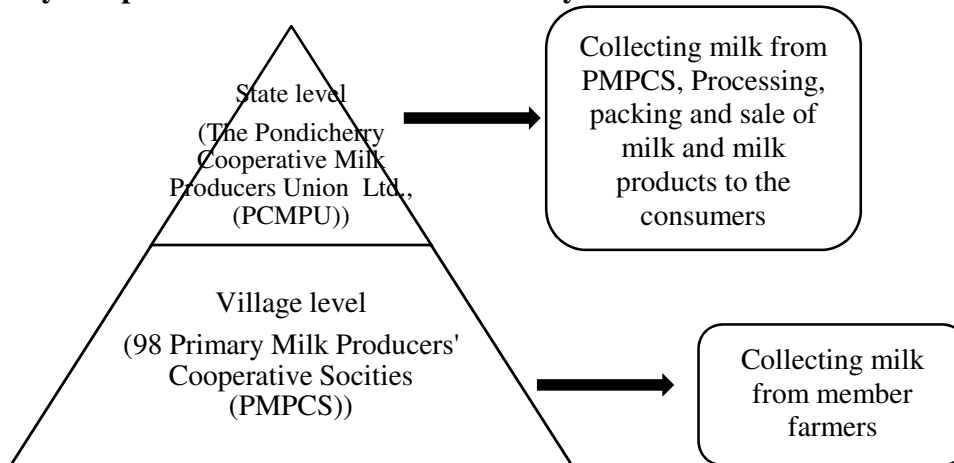 State level
(The Pondicherry
Cooperative Milk
Producers Union Ltd.,
(PCMPU))
Collecting milk from
PMPCS, Processing,
packing and sale of
milk and milk
products to the
consumers
Village level
(98 Primary Milk Producers'
Cooperative Socities
(PMPCS))
Collecting milk
from member
farmers